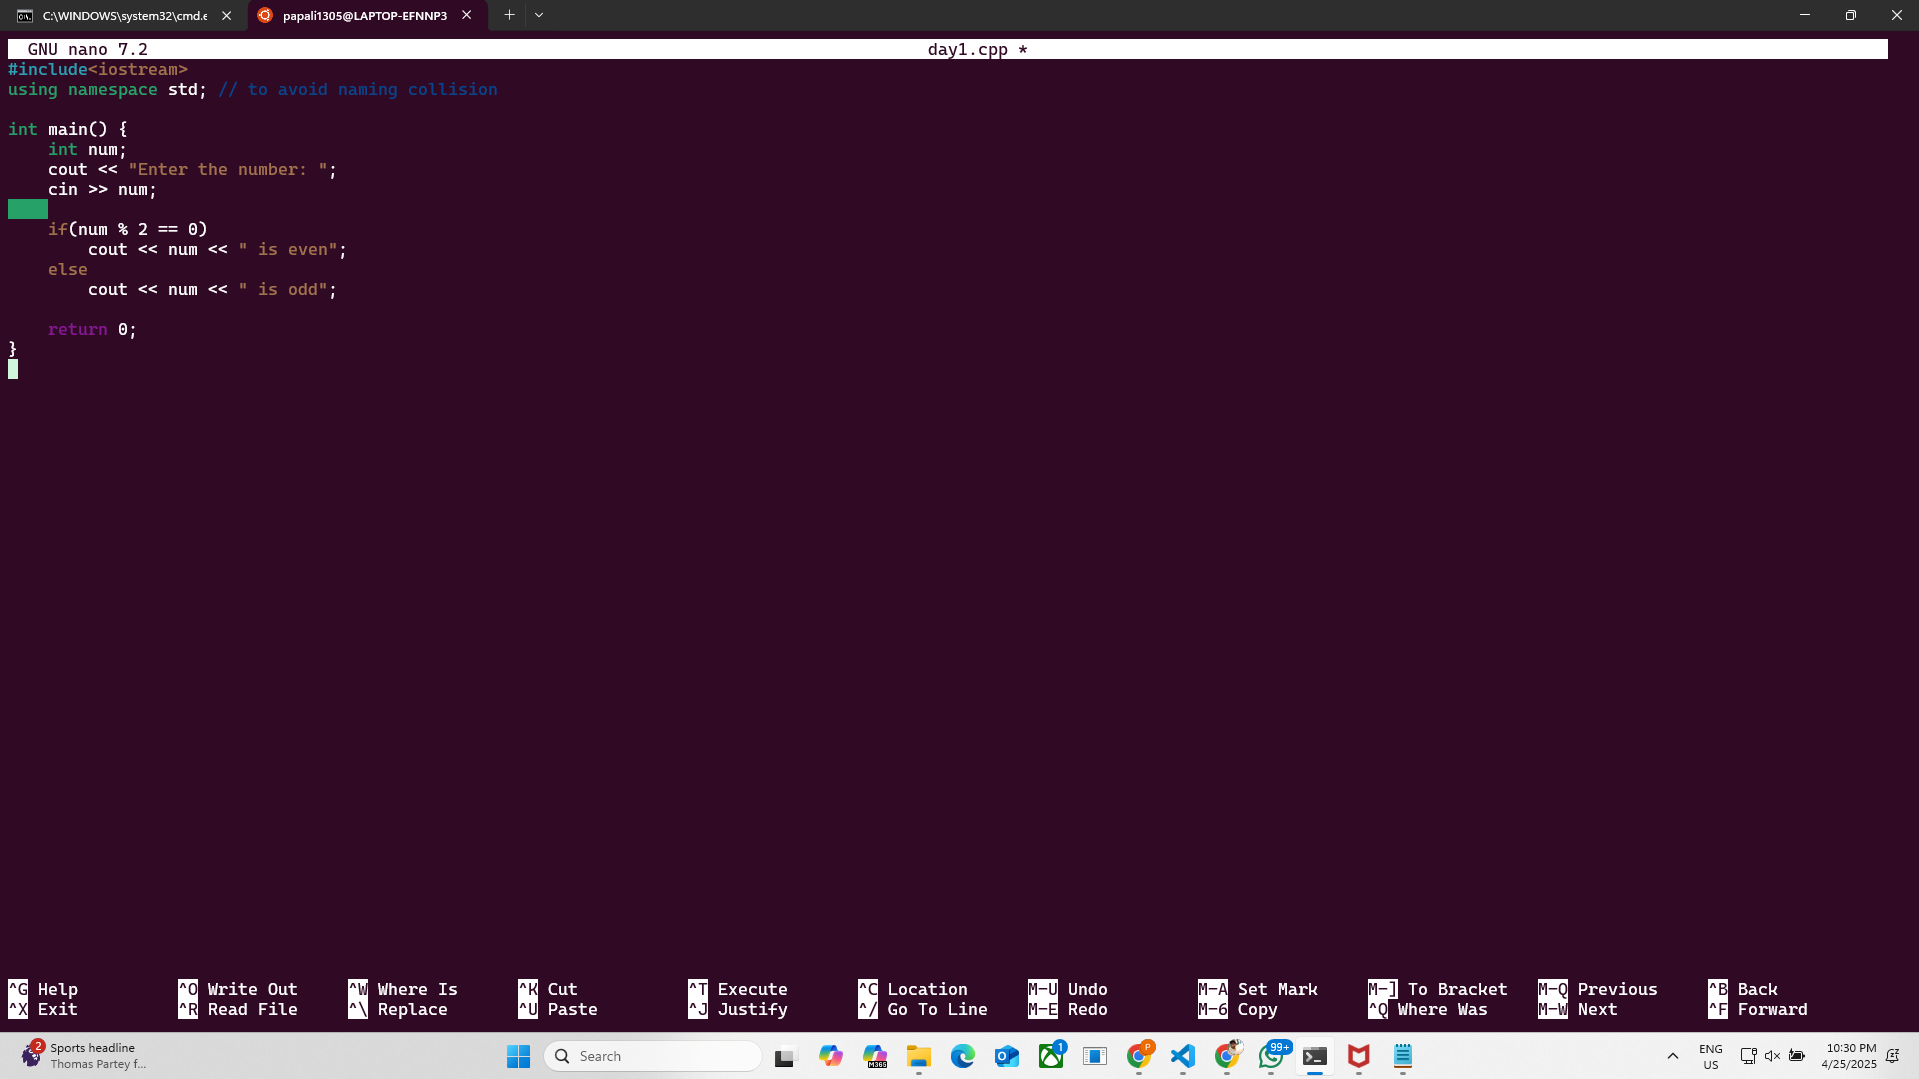 C:\WINDOWS\system32\cmd.e
papali1305@LAPTOP-EFNNP3
GNU nano 7.2 day1.cpp *
#include<iostream>
using namespace std; // to avoid naming collision
int main() {
    int num;
    cout << "Enter the number: ";
    cin >> num;
    if(num % 2 == 0)
        cout << num << " is even";
    else
        cout << num << " is odd";
    return 0;
}
^G Help ^O Write Out ^W Where Is ^K Cut ^T Execute ^C Location M-U Undo M-A Set Mark M-] To Bracket M-Q Previous ^B Back
^X Exit ^R Read File ^\ Replace ^U Paste ^J Justify ^/ Go To Line M-E Redo M-6 Copy ^Q Where Was M-W Next ^F Forward
2
Sports headline
Thomas Partey f...
Search
M365
1
P
99+
ENG
US
10:30 PM
4/25/2025